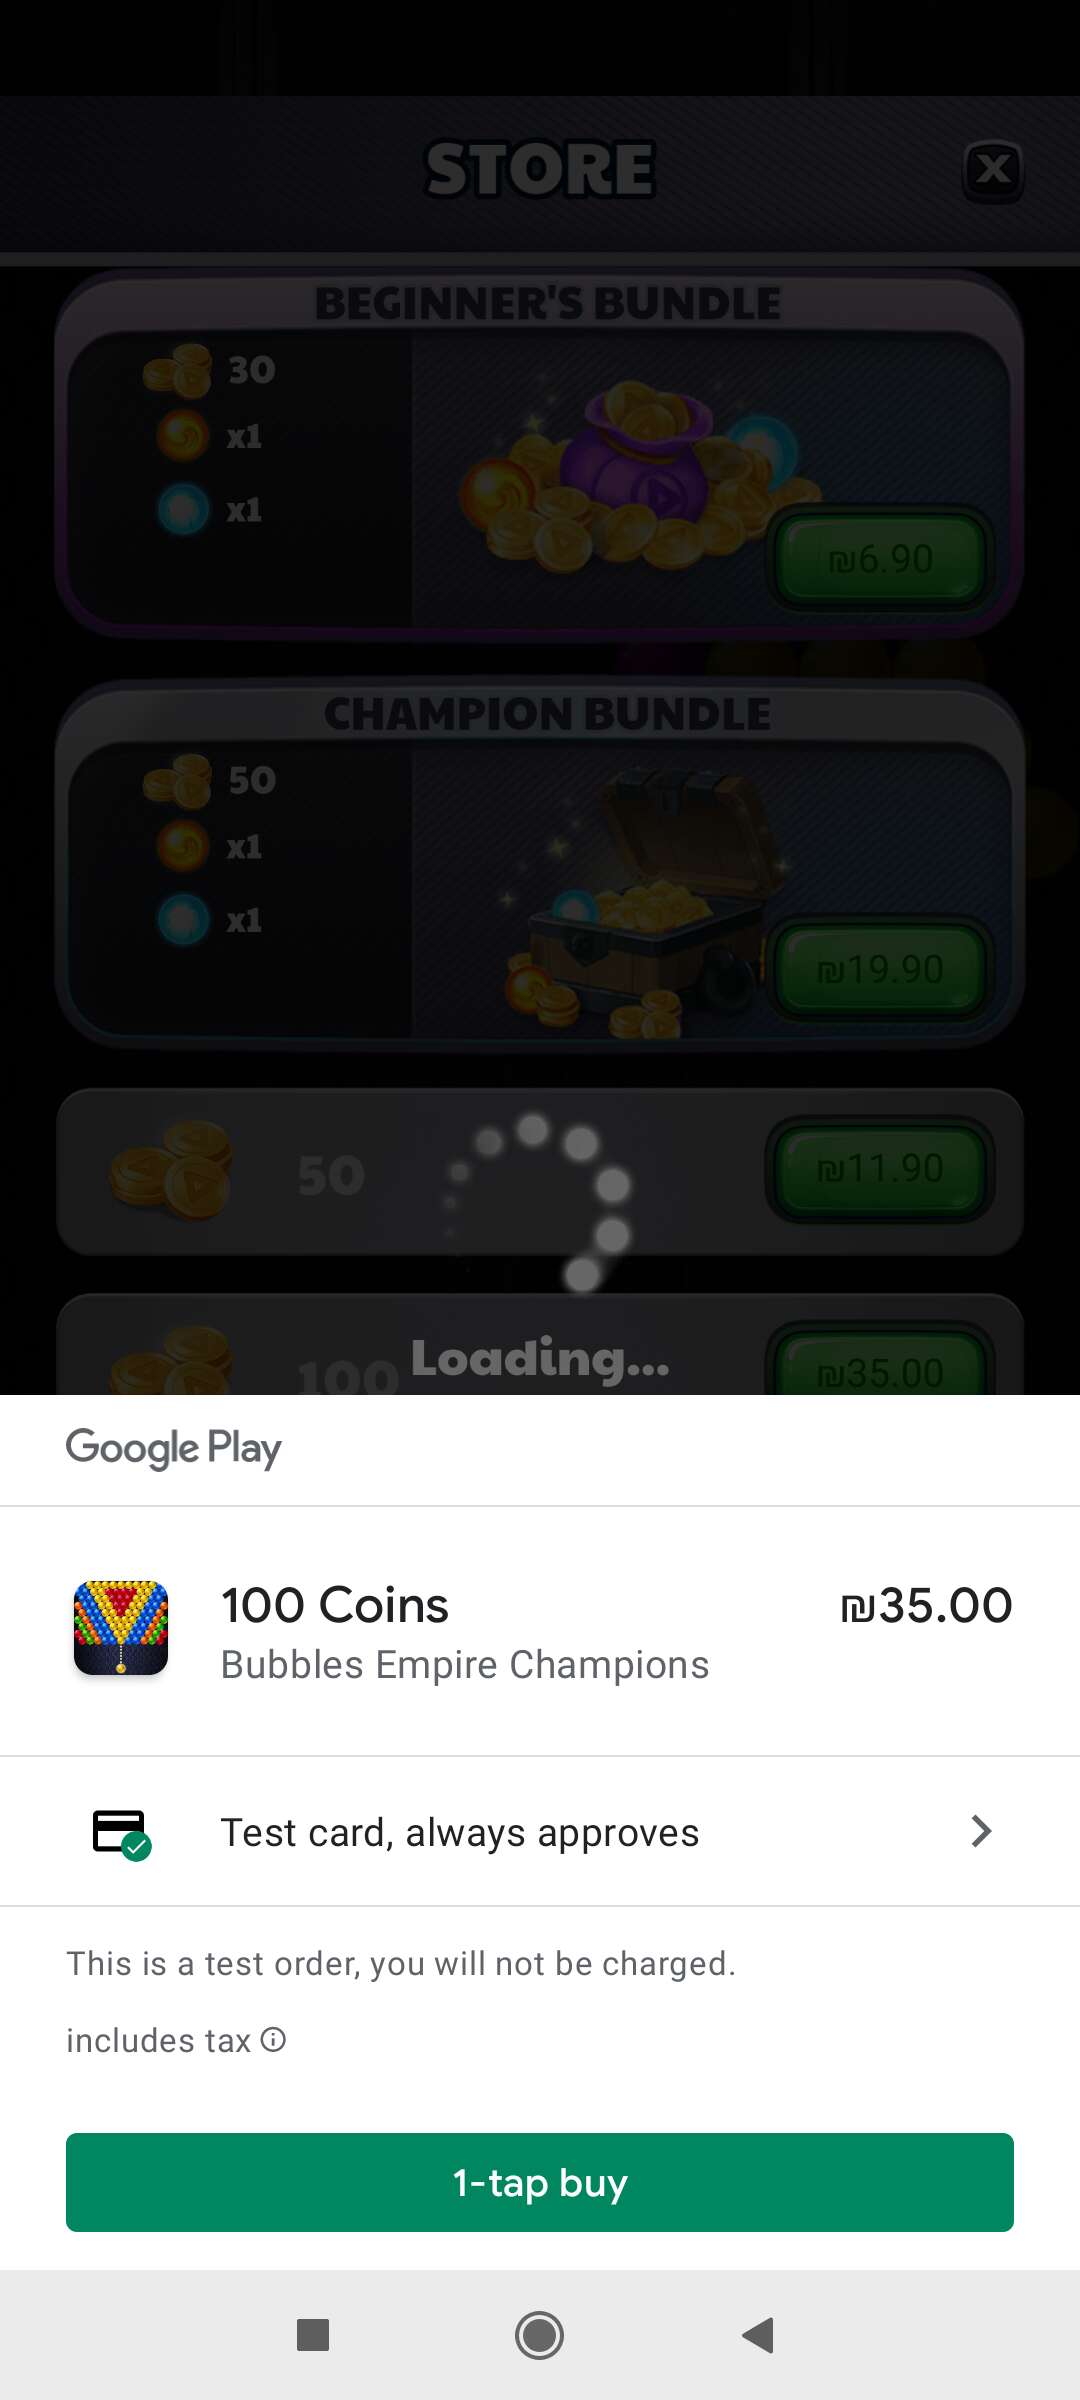 STORE
X
BEGINNER'S BUNDLE
30
x1
x1
₪6.90
CHAMPION BUNDLE
50
x1
x1
₪19.90
50
₪11.90
100
₪35.00
Loading...
Google Play
100 Coins
₪35.00
Bubbles Empire Champions
Test card, always approves
This is a test order, you will not be charged.
includes tax
1-tap buy